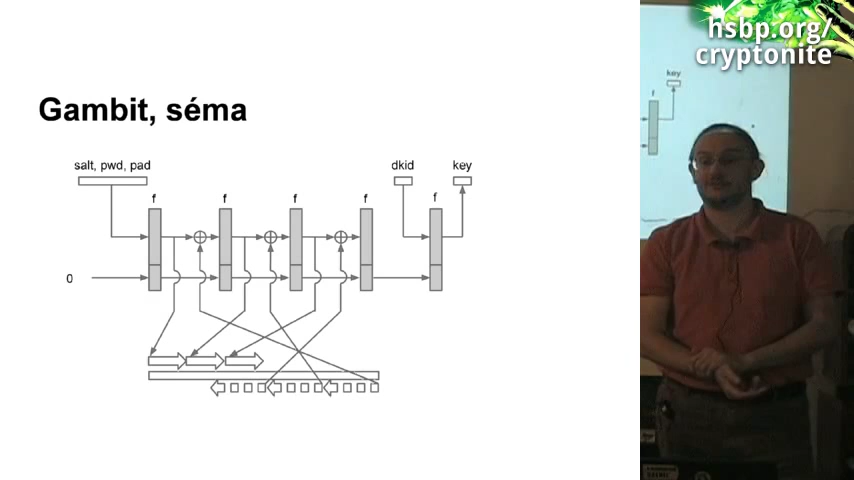 hsbp.org/
cryptonite
key
f
Gambit, séma
salt, pwd, pad
dkid
key
f
f
f
f
f
0